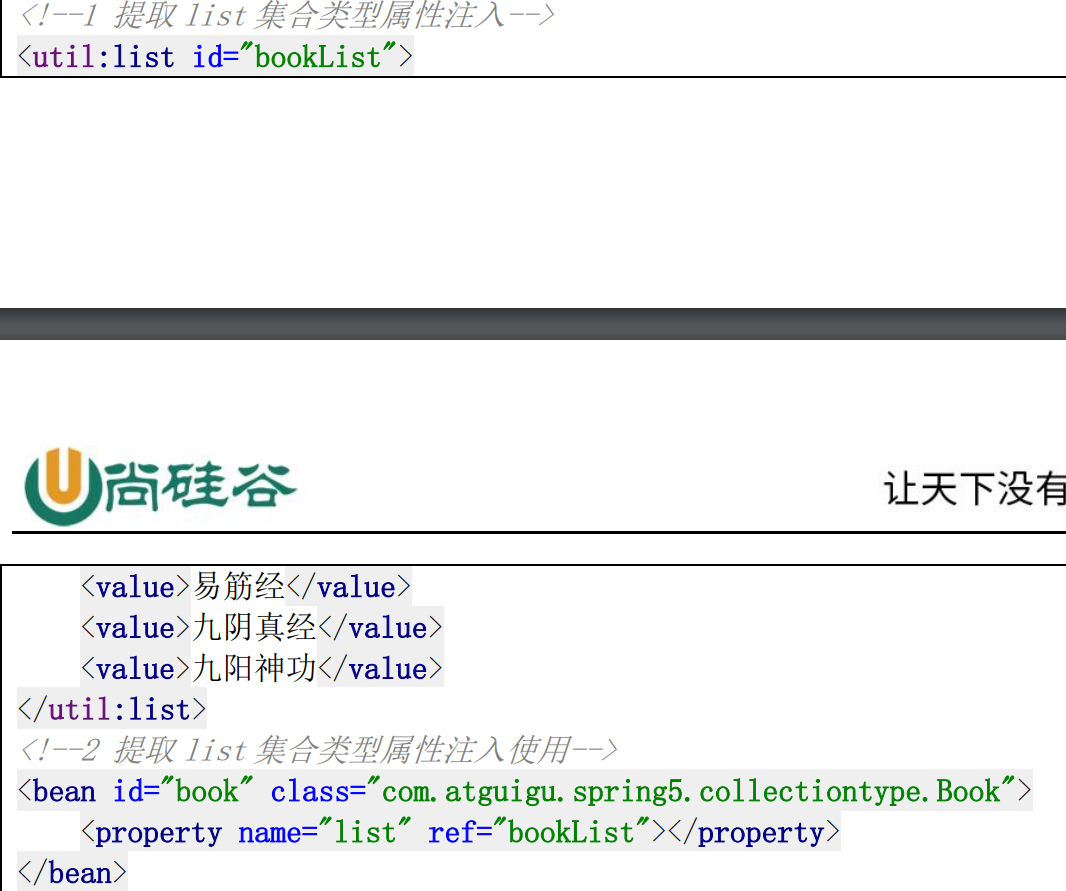 <!--1 提取 list 集合类型属性注入-->
<util:list id="bookList">
尚硅谷
让天下没有
<value>易筋经</value>
<value>九阴真经</value>
<value>九阳神功</value>
</util:list>
<!--2 提取 list 集合类型属性注入使用-->
<bean id="book" class="com.atguigu.spring5.collectiontype.Book">
<property name="list" ref="bookList"></property>
</bean>